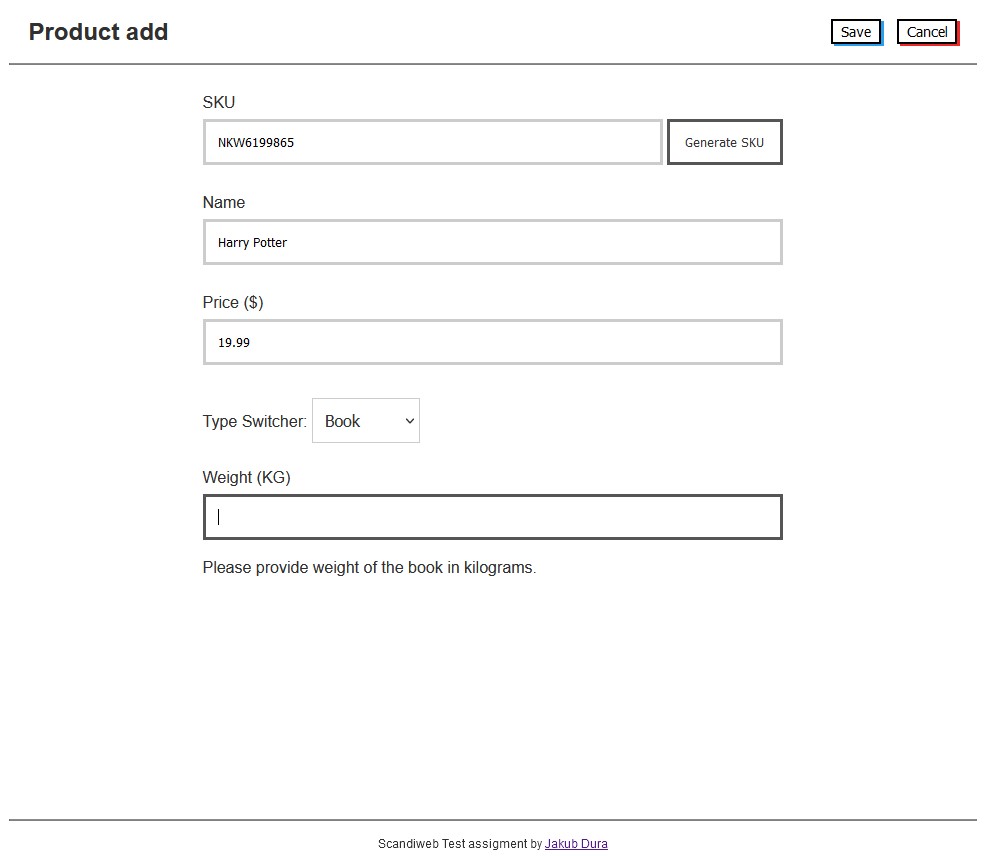 Product add
Save Cancel
SKU
NKW6199865 Generate SKU
Name
Harry Potter
Price ($)
19.99
Type Switcher: Book
Weight (KG)
Please provide weight of the book in kilograms.
Scandiweb Test assigment by Jakub Dura